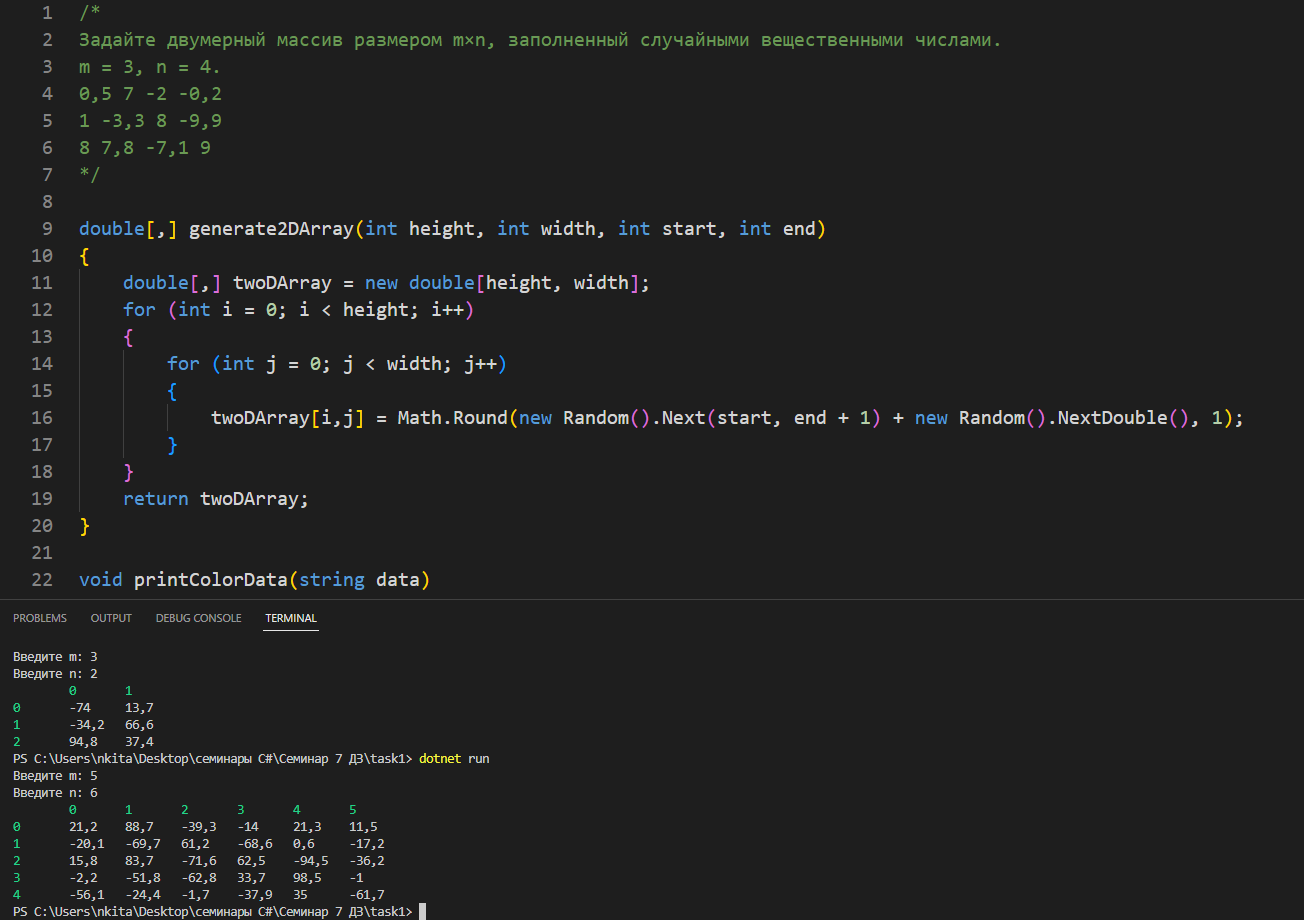 1 /*
2 Задайте двумерный массив размером m×n, заполненный случайными вещественными числами.
3 m = 3, n = 4.
4 0,5 7 -2 -0,2
5 1 -3,3 8 -9,9
6 8 7,8 -7,1 9
7 */
8
9 double[,] generate2DArray(int height, int width, int start, int end)
10 {
11     double[,] twoDArray = new double[height, width];
12     for (int i = 0; i < height; i++)
13     {
14         for (int j = 0; j < width; j++)
15         {
16             twoDArray[i,j] = Math.Round(new Random().Next(start, end + 1) + new Random().NextDouble(), 1);
17         }
18     }
19     return twoDArray;
20 }
21
22 void printColorData(string data)
PROBLEMS OUTPUT DEBUG CONSOLE TERMINAL
Введите m: 3
Введите n: 2
0 1
0 -74 13,7
1 -34,2 66,6
2 94,8 37,4
PS C:\Users\nkita\Desktop\семинары C#\Семинар 7 ДЗ\task1> dotnet run
Введите m: 5
Введите n: 6
0 1 2 3 4 5
0 21,2 88,7 -39,3 -14 21,3 11,5
1 -20,1 -69,7 61,2 -68,6 0,6 -17,2
2 15,8 83,7 -71,6 62,5 -94,5 -36,2
3 -2,2 -51,8 -62,8 33,7 98,5 -1
4 -56,1 -24,4 -1,7 -37,9 35 -61,7
PS C:\Users\nkita\Desktop\семинары C#\Семинар 7 ДЗ\task1>